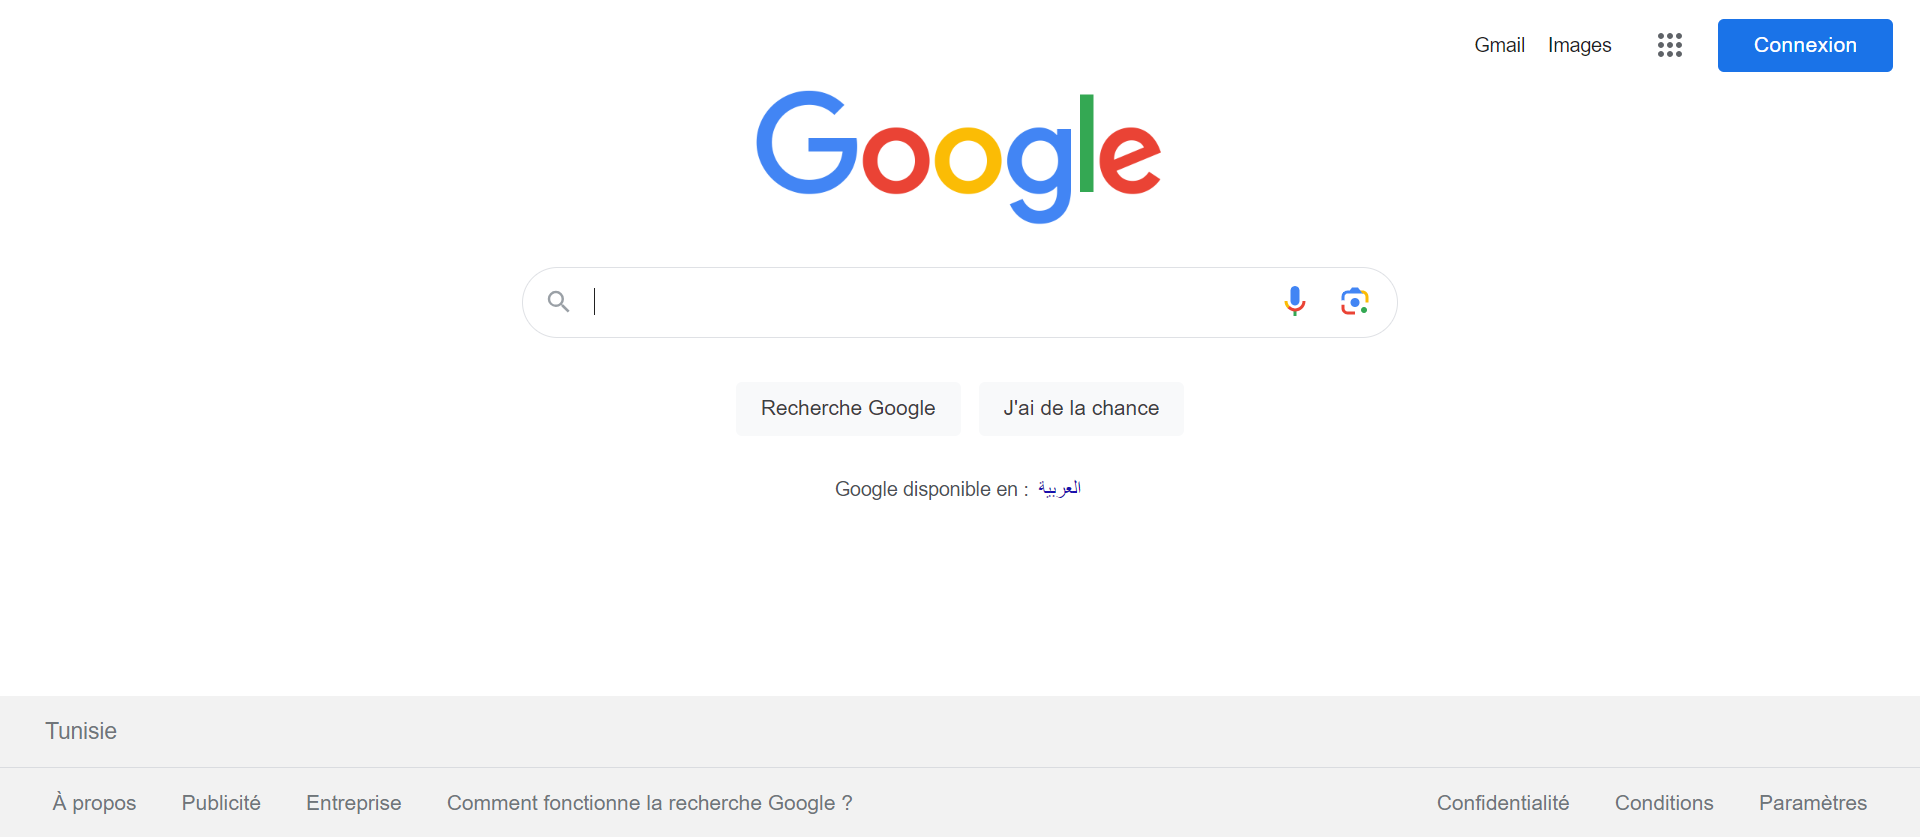 Gmail Images Connexion
Google
Recherche Google J'ai de la chance
Google disponible en : العربية
Tunisie
À propos Publicité Entreprise Comment fonctionne la recherche Google ? Confidentialité Conditions Paramètres